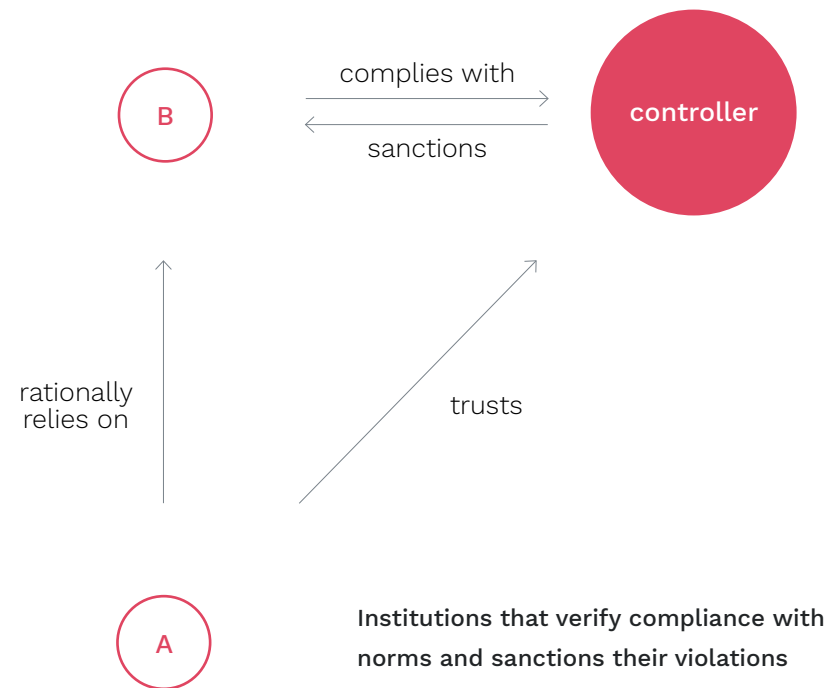 complies with
B
controller
sanctions
rationally
relies on
trusts
A
Institutions that verify compliance with
norms and sanctions their violations